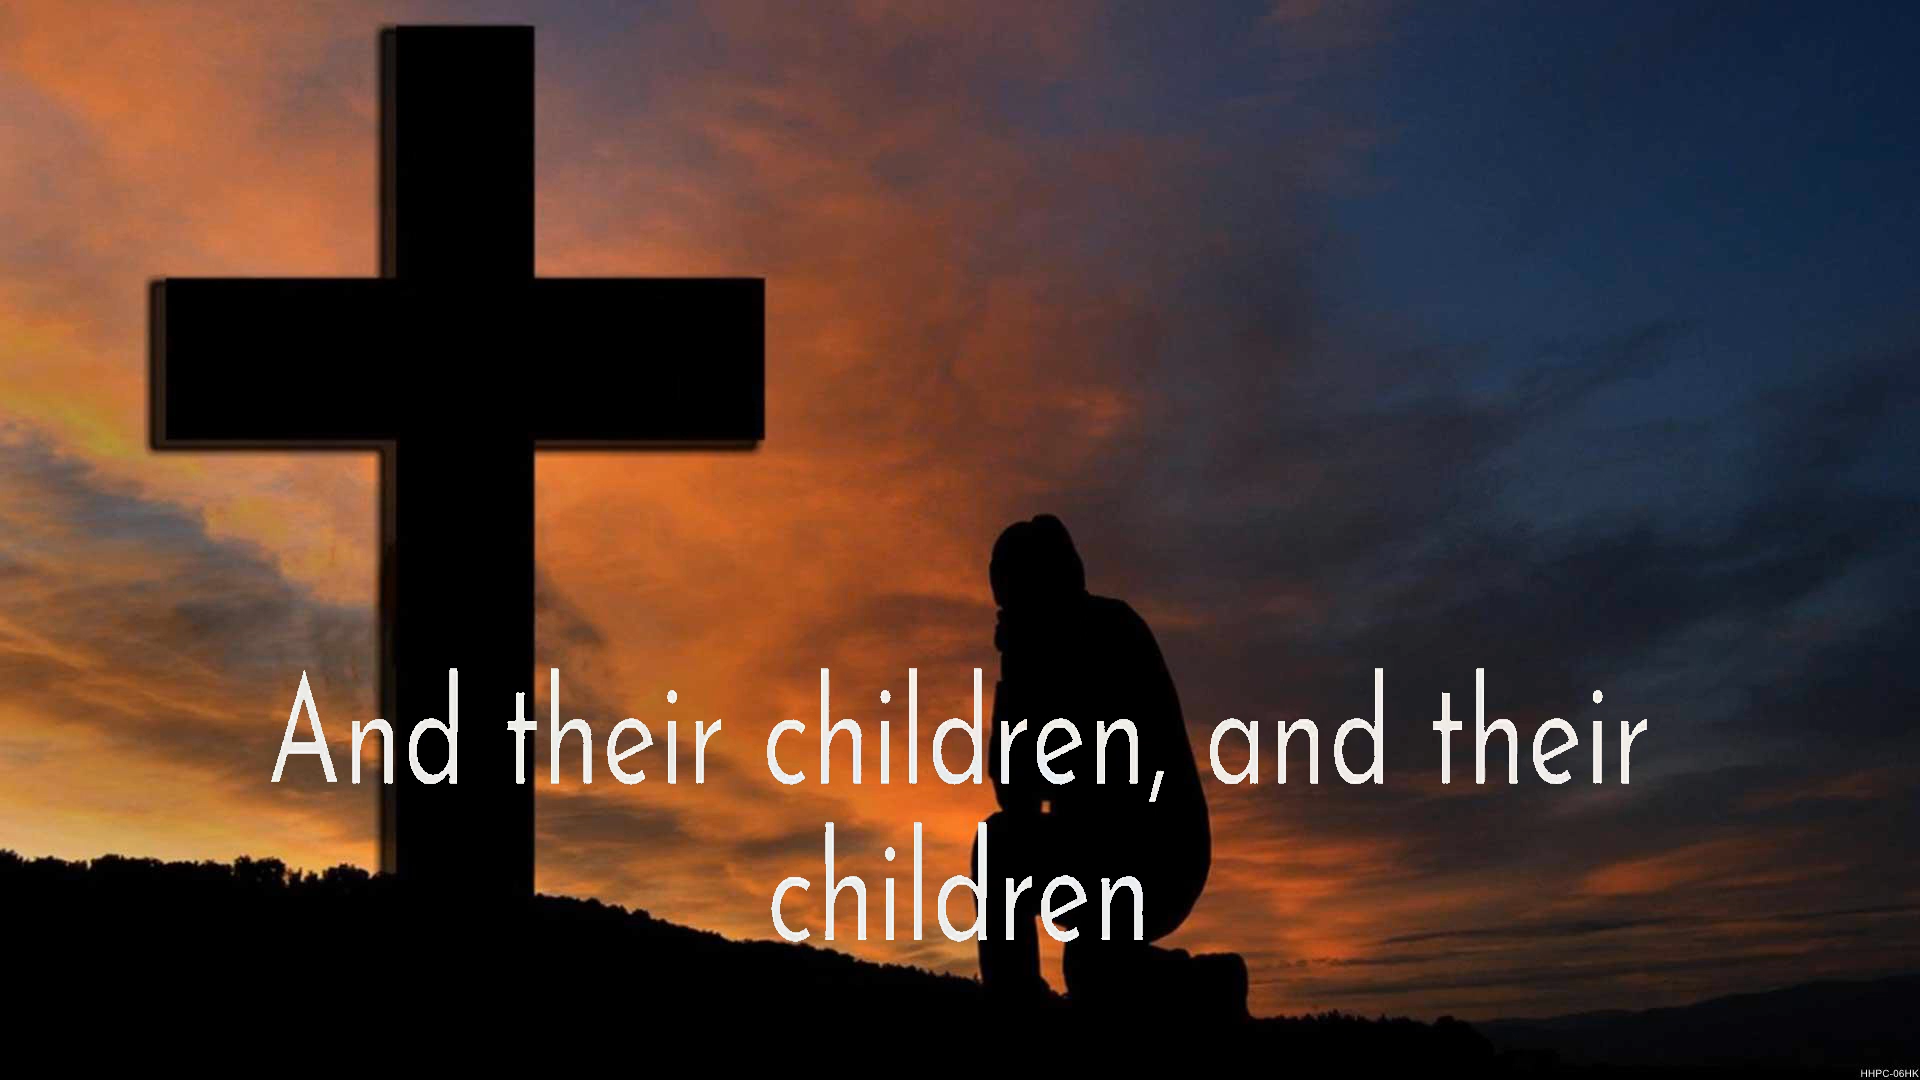 And their children, and their
children
HHPC-06HK